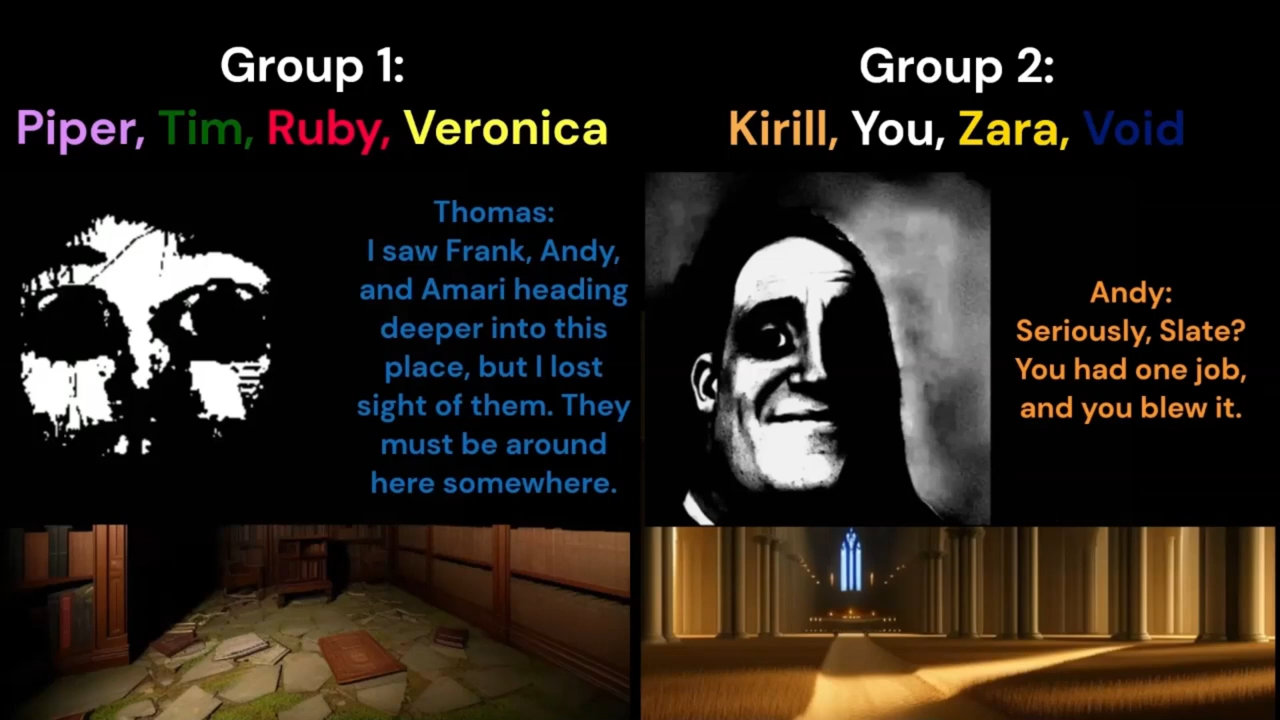 Group 1:
Piper, Tim, Ruby, Veronica
Thomas:
I saw Frank, Andy,
and Amari heading
deeper into this
place, but I lost
sight of them. They
must be around
here somewhere.
Group 2:
Kirill, You, Zara, Void
Andy:
Seriously, Slate?
You had one job,
and you blew it.